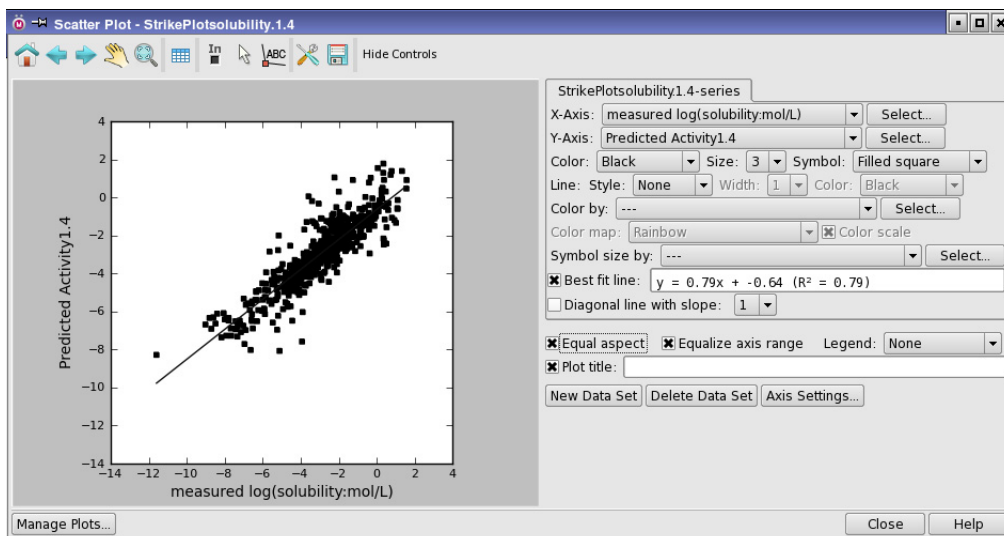 Scatter Plot - StrikePlotsolubility.1.4
In ABC Hide Controls
StrikePlotsolubility.1.4-series
X-Axis: measured log(solubility:mol/L) Select...
Y-Axis: Predicted Activity1.4 Select...
Color: Black Size: 3 Symbol: Filled square
Line: Style: None Width: 1 Color: Black
Color by: --- Select...
Color map: Rainbow Color scale
Symbol size by: --- Select...
Best fit line: y = 0.79x + -0.64 (R² = 0.79)
Diagonal line with slope: 1
Equal aspect Equalize axis range Legend: None
Plot title:
New Data Set Delete Data Set Axis Settings...
Predicted Activity1.4
4
2
0
−2
−4
−6
−8
−10
−12
−14
−14 −12 −10 −8 −6 −4 −2 0 2 4
measured log(solubility:mol/L)
Manage Plots... Close Help